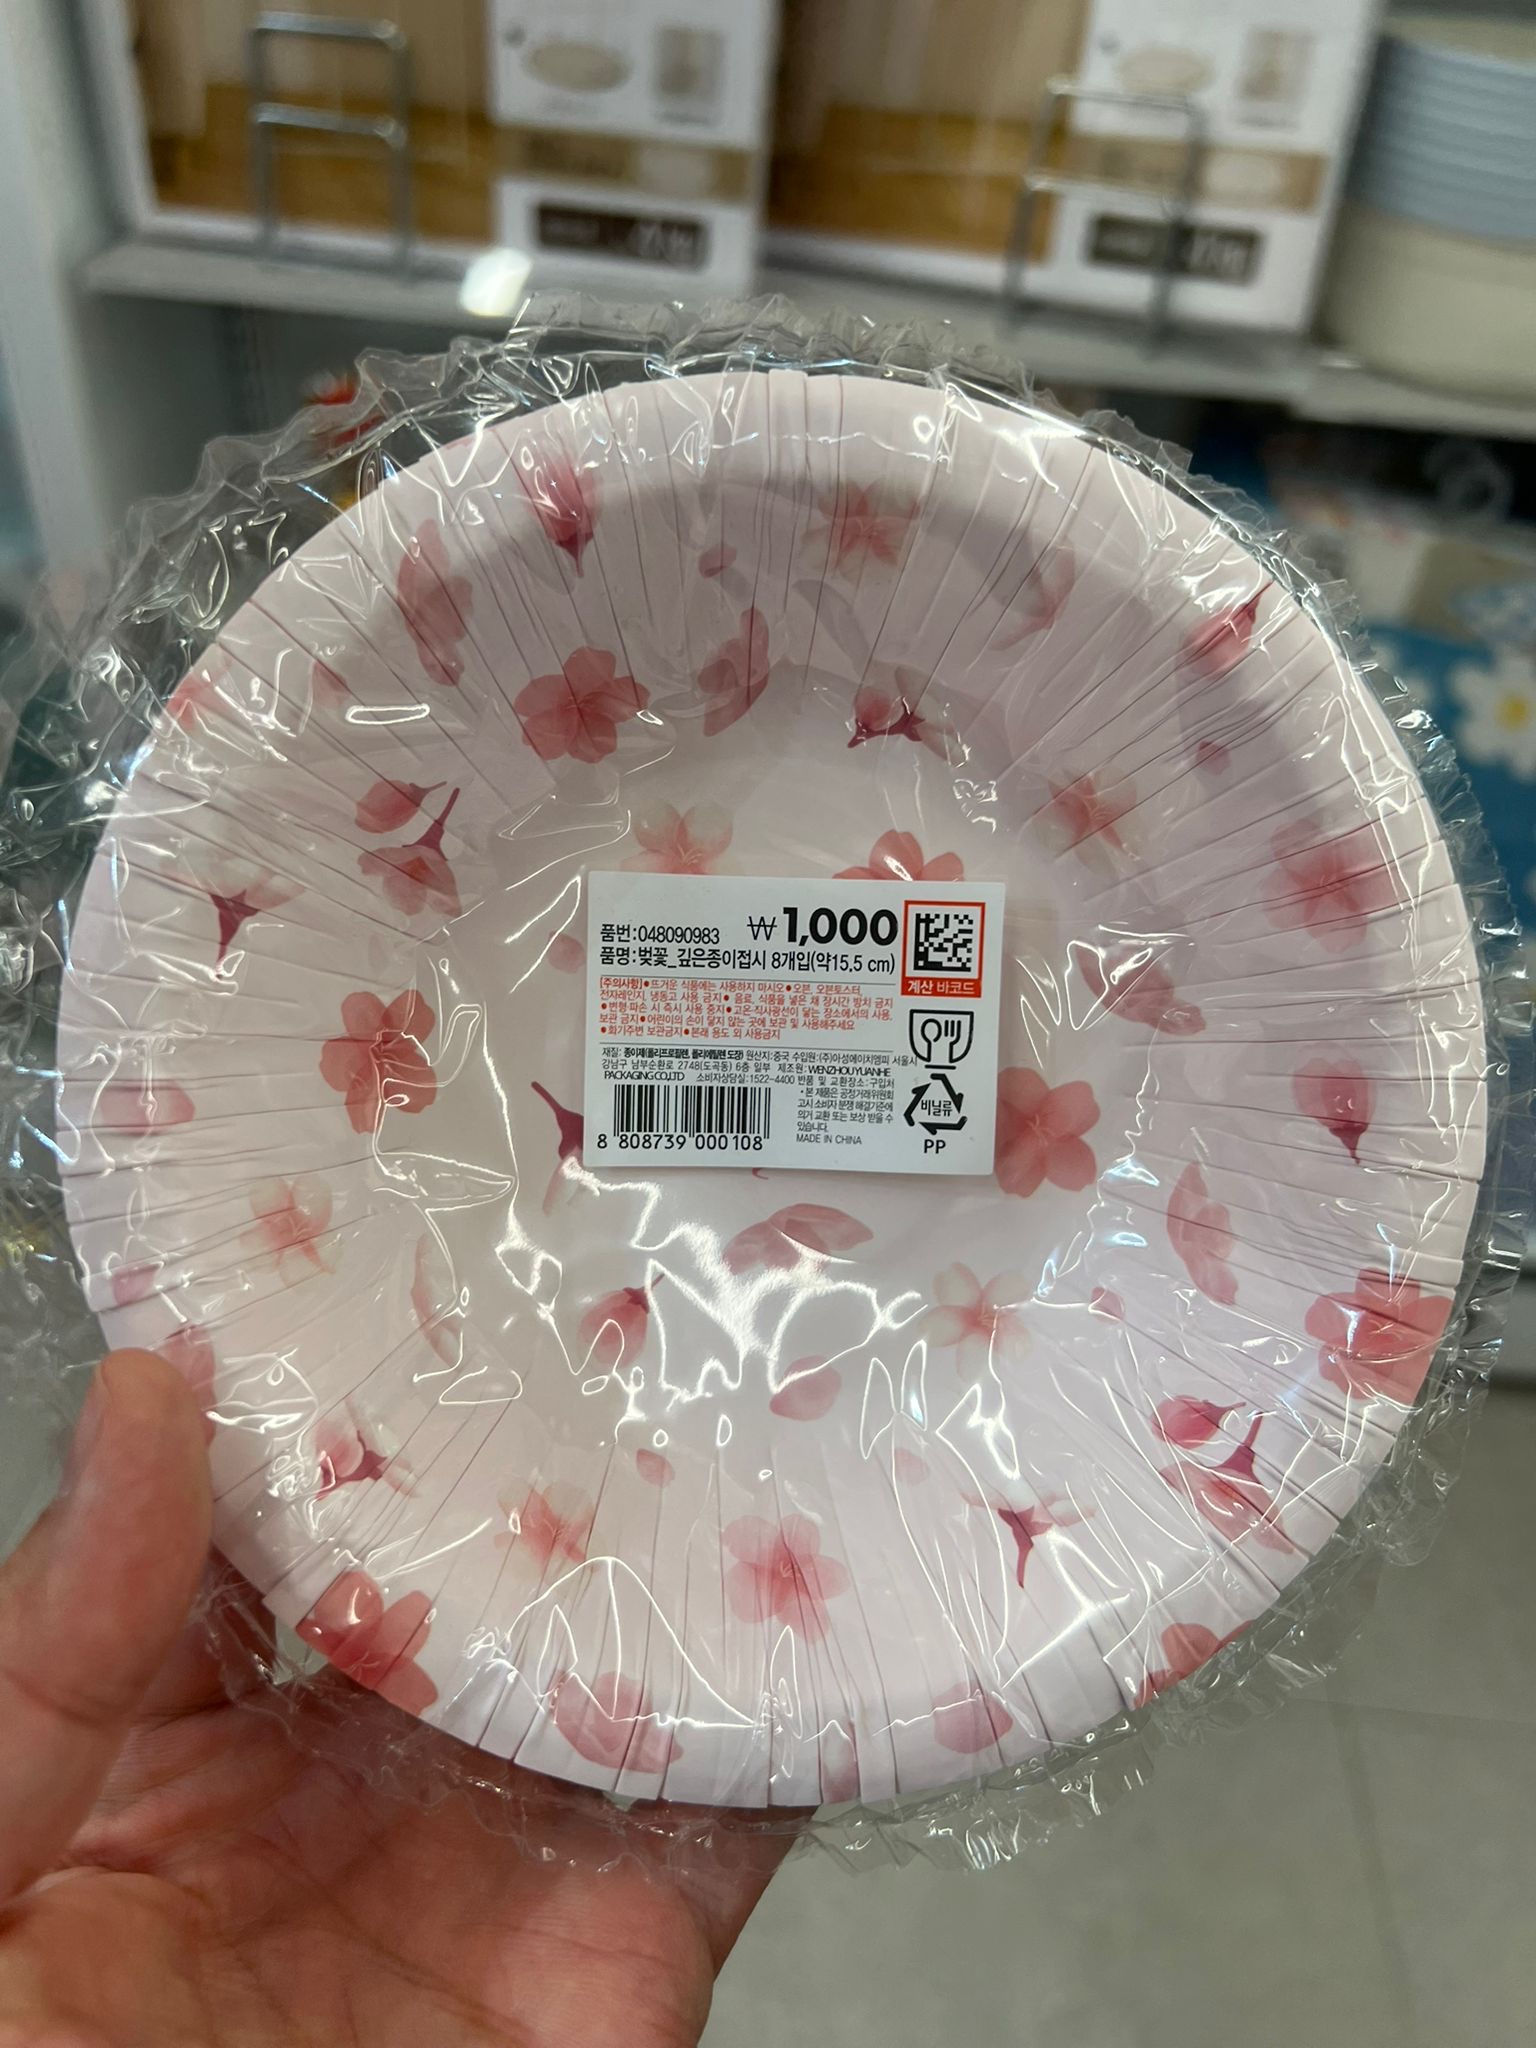 품번:048090983 ₩1,000
품명:벚꽃_깊은종이접시 8개입(약15.5 cm)
계산 바코드
[주의사항]●뜨거운 식품에는 사용하지 마시오●오븐, 오븐토스터,
전자레인지, 냉동고 사용 금지● 음료, 식품을 넣은 채 장시간 방치 금지
●변형·파손 시 즉시 사용 중지●고온·직사광선이 닿는 장소에서의 사용,
보관 금지●어린이의 손이 닿지 않는 곳에 보관 및 사용해주세요
●화기주변 보관금지●본래 용도 외 사용금지
재질: 종이제(폴리프로필렌, 폴리에틸렌 도장) 원산지:중국 수입원:(주)아성에이치엠피 서울시
강남구 남부순환로 2748(도곡동) 6층 일부 제조원:WENZHOUYUANHE
PACKAGING CO.,LTD 소비자상담실:1522-4400 반품 및 교환장소:구입처
•본 제품은 공정거래위원회
고시 소비자 분쟁 해결기준에
의거 교환 또는 보상 받을 수
있습니다.
MADE IN CHINA
8 808739 000108
비닐류
PP